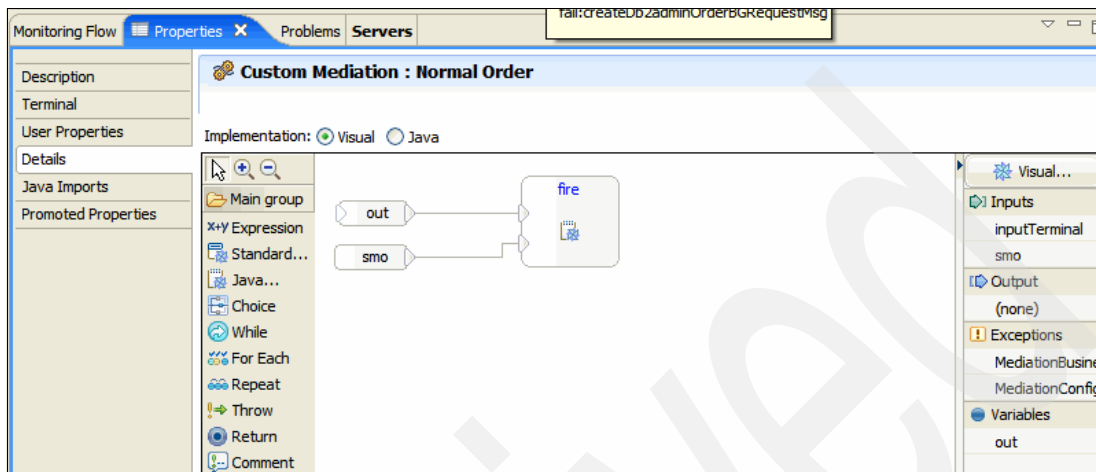 fail:createDb2adminOrderBGRequestMsg
Monitoring Flow Properties Problems Servers
Description
Terminal
User Properties
Details
Java Imports
Promoted Properties
Custom Mediation : Normal Order
Implementation: Visual Java
Main group
x+y Expression
Standard...
Java...
Choice
While
For Each
Repeat
Throw
Return
Comment
out
smo
fire
Visual...
Inputs
inputTerminal
smo
Output
(none)
Exceptions
MediationBusine
MediationConfig
Variables
out